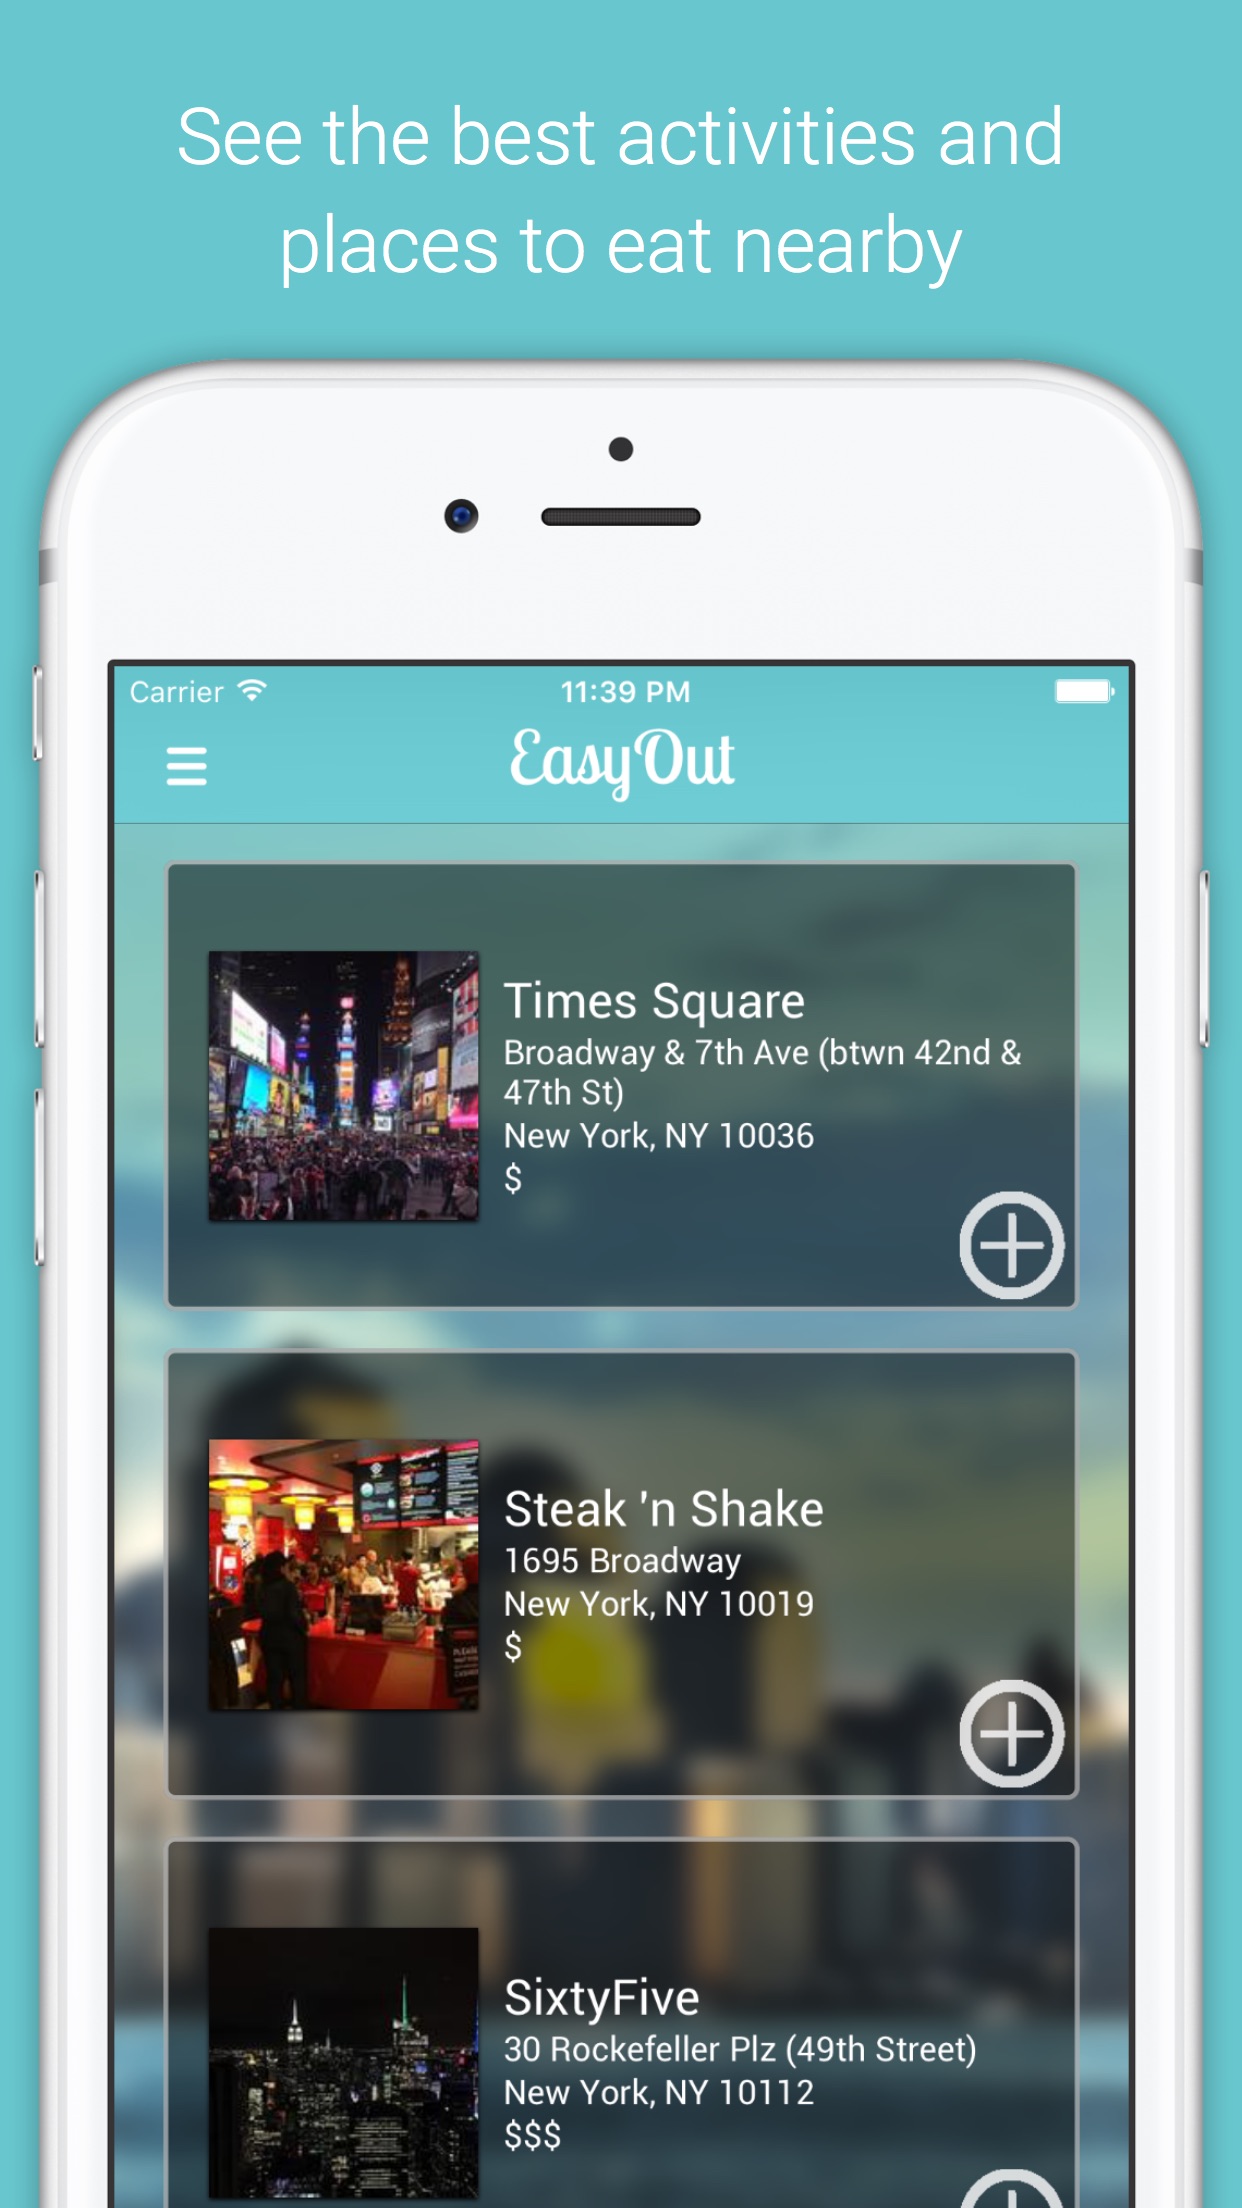 See the best activities and
places to eat nearby
Carrier
11:39 PM
EasyOut
Times Square
Broadway & 7th Ave (btwn 42nd &
47th St)
New York, NY 10036
$
Steak 'n Shake
1695 Broadway
New York, NY 10019
$
SixtyFive
30 Rockefeller Plz (49th Street)
New York, NY 10112
$$$